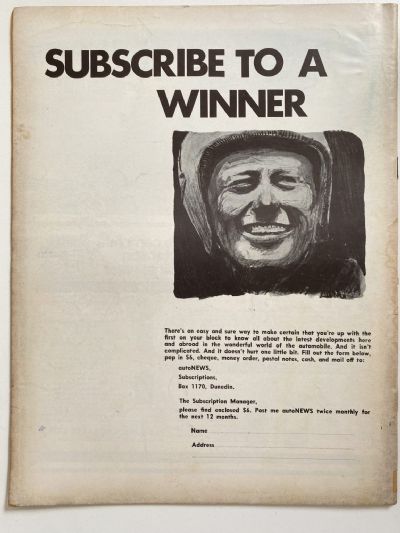 SUBSCRIBE TO A
WINNER
There's an easy and sure way to make certain that you're up with the
first on your block to know all about the latest developments here
and abroad in the wonderful world of the automobile. And it isn't
complicated. And it doesn't hurt one little bit. Fill out the form below,
pop in $6, cheque, money order, postal notes, cash, and mail off to:
autoNEWS,
Subscriptions,
Box 1170, Dunedin.
The Subscription Manager,
please find enclosed $6. Post me autoNEWS twice monthly for
the next 12 months.
Name
Address